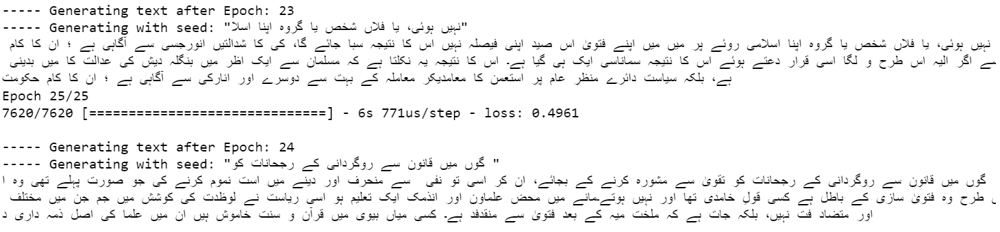 ----- Generating text after Epoch: 23
----- Generating with seed: "نہیں ہوئی، یا فلاں شخص یا گروہ اپنا اسلا"
نہیں ہوئی، یا فلاں شخص یا گروہ اپنا اسلامی روئے پر میں میں اپنے فتویٰ اس صید اپنی فیصلہ نہیں اس کا نتیجہ سبا جائے گا، کی کا شدالتیں انورجسی سے آگاہی ہے ؛ ان کا کام
سے اگر الیہ اس طرح و لگا اسی قرار دعتے ہوئے اس کا نتیجہ سماناسی ایک ہی گیا ہے۔ اس کا نتیجہ یہ نکلتا ہے کہ مسلمان سے ایک اظر میں بنگلہ دیش کی عدالت کا میں بدینی
ہے، بلکہ سیاست دائرے منظر عام پر استعمن کا معامدیکر معاملہ کے بہت سے دوسرے اور انارکی سے آگاہی ہے ؛ ان کا کام حکومت
Epoch 25/25
7620/7620 [==============================] - 6s 771us/step - loss: 0.4961
----- Generating text after Epoch: 24
----- Generating with seed: "گوں میں قانون سے روگردانی کے رجحانات کو "
گوں میں قانون سے روگردانی کے رجحانات کو تقویٰ سے مشورہ کرنے کے بجائے، ان کر اسی تو نفی  سے منحرف اور دینے میں است نموم کرنے کی جو صورت پہلے تھی وہ ا
طرح وہ فتویٰ سازی کے باطل ہے کسی قولِ خامدی تھا اور نہیں ہوتے۔مانے میں محض علماون اور انذمک ایک تعلیم ہو اسی ریاست نے لوظدت کی کوشش میں جم جن میں مختلف
اور متضاد فت نہیں، بلکہ جات ہے کہ ملخت میہ کے بعد فتویٰ سے منقدفد ہے۔ کسی میاں بیوی میں قرآن و سنت خاموش ہیں ان میں علما کی اصل ذمہ داری د